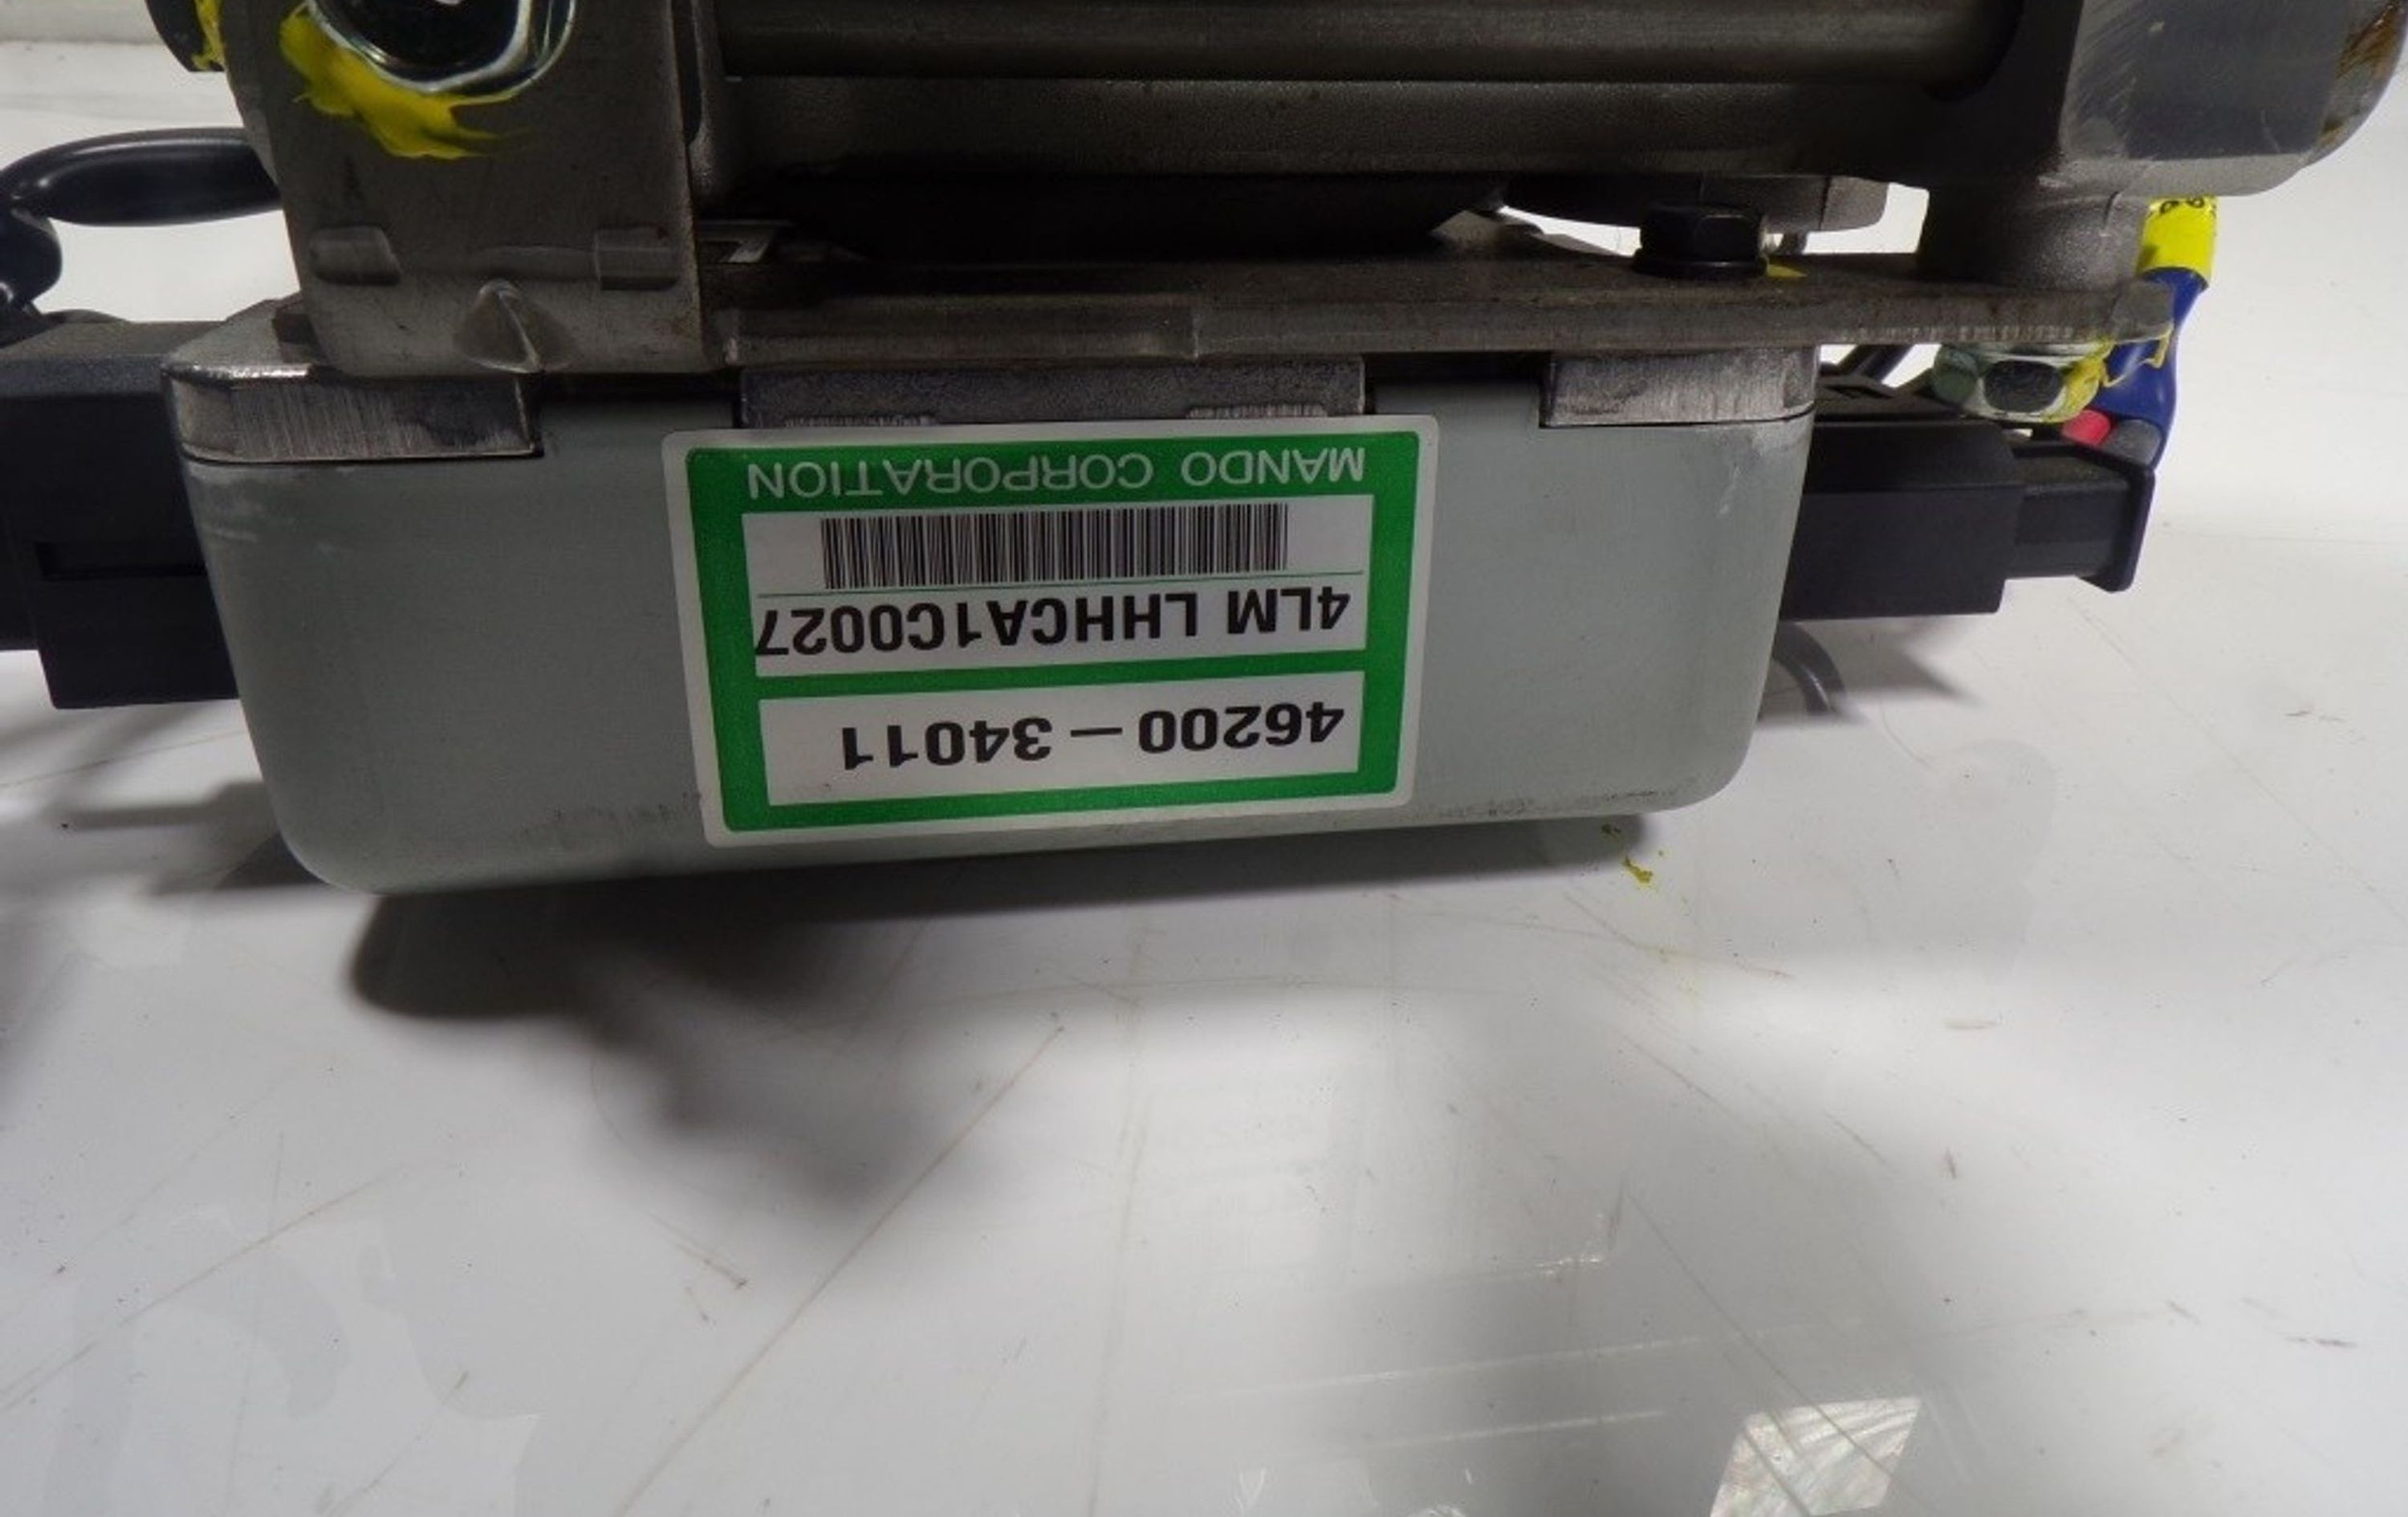 46200 – 34011
4LM LHHCA1C0027
MANDO CORPORATION